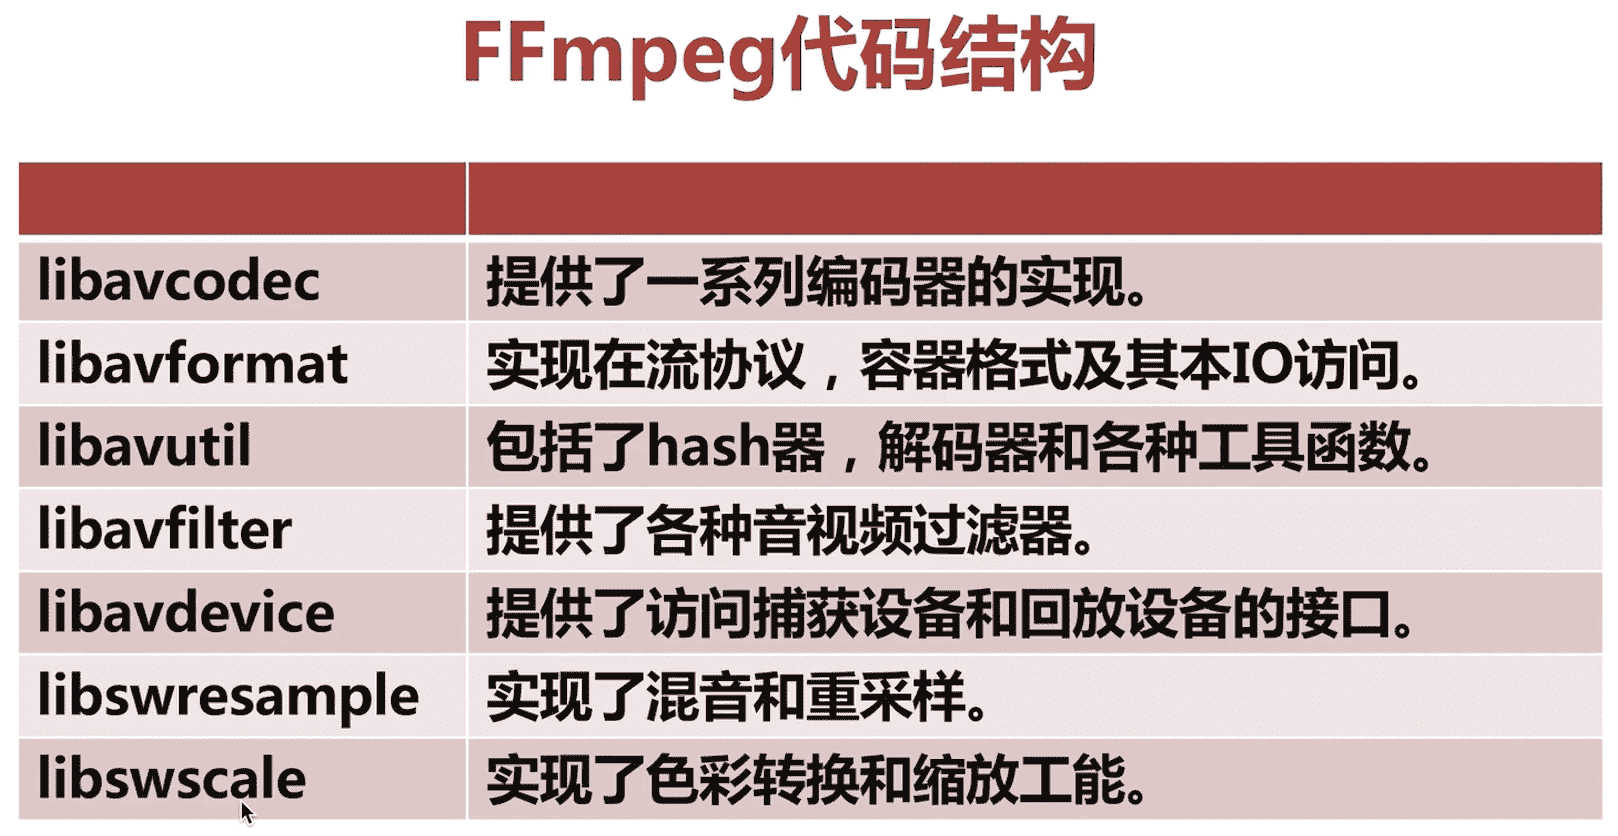 FFmpeg代码结构
libavcodec 提供了一系列编码器的实现。
libavformat 实现在流协议，容器格式及其本IO访问。
libavutil 包括了hash器，解码器和各种工具函数。
libavfilter 提供了各种音视频过滤器。
libavdevice 提供了访问捕获设备和回放设备的接口。
libswresample 实现了混音和重采样。
libswscale 实现了色彩转换和缩放工能。